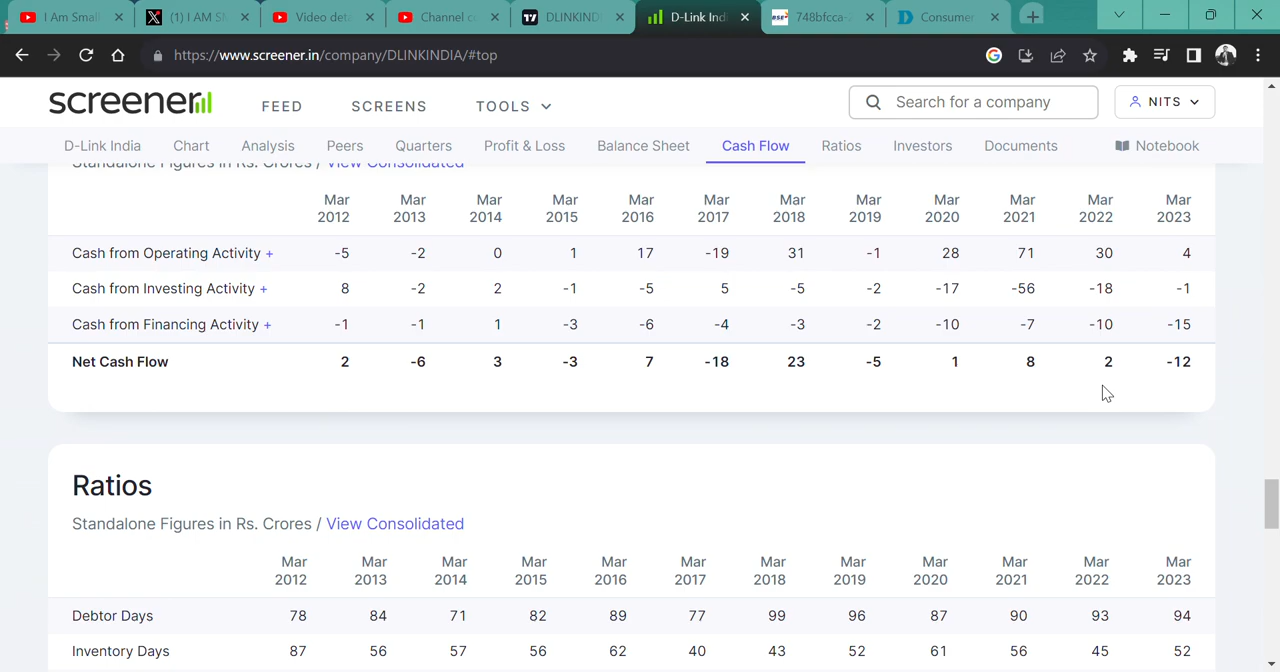 I am Small
(1) I AM SM
Video deta
Channel co
DLINKIND
D-Link Indi
BSE 748bfcca-
Consumer
https://www.screener.in/company/DLINKINDIA/#top
screener
FEED SCREENS TOOLS
Search for a company
NITS
D-Link India Chart Analysis Peers Quarters Profit & Loss Balance Sheet Cash Flow Ratios Investors Documents Notebook
Standalone Figures in Rs. Crores / View Consolidated
Mar Mar Mar Mar Mar Mar Mar Mar Mar Mar Mar Mar
2012 2013 2014 2015 2016 2017 2018 2019 2020 2021 2022 2023
Cash from Operating Activity + -5 -2 0 1 17 -19 31 -1 28 71 30 4
Cash from Investing Activity + 8 -2 2 -1 -5 5 -5 -2 -17 -56 -18 -1
Cash from Financing Activity + -1 -1 1 -3 -6 -4 -3 -2 -10 -7 -10 -15
Net Cash Flow 2 -6 3 -3 7 -18 23 -5 1 8 2 -12
Ratios
Standalone Figures in Rs. Crores / View Consolidated
Mar Mar Mar Mar Mar Mar Mar Mar Mar Mar Mar Mar
2012 2013 2014 2015 2016 2017 2018 2019 2020 2021 2022 2023
Debtor Days 78 84 71 82 89 77 99 96 87 90 93 94
Inventory Days 87 56 57 56 62 40 43 52 61 56 45 52